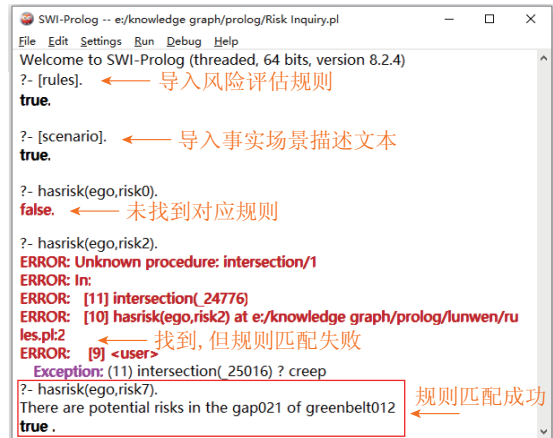 SWI-Prolog -- e:/knowledge graph/prolog/Risk Inquiry.pl
File Edit Settings Run Debug Help
Welcome to SWI-Prolog (threaded, 64 bits, version 8.2.4)
?- [rules]. 导入风险评估规则
true.
?- [scenario]. 导入事实场景描述文本
true.
?- hasrisk(ego,risk0).
false. 未找到对应规则
?- hasrisk(ego,risk2).
ERROR: Unknown procedure: intersection/1
ERROR: In:
ERROR: [11] intersection(_24776)
ERROR: [10] hasrisk(ego,risk2) at e:/knowledge graph/prolog/lunwen/ru
les.pl:2 找到, 但规则匹配失败
ERROR: [9] <user>
Exception: (11) intersection(_25016) ? creep
?- hasrisk(ego,risk7). 规则匹配成功
There are potential risks in the gap021 of greenbelt012
true .